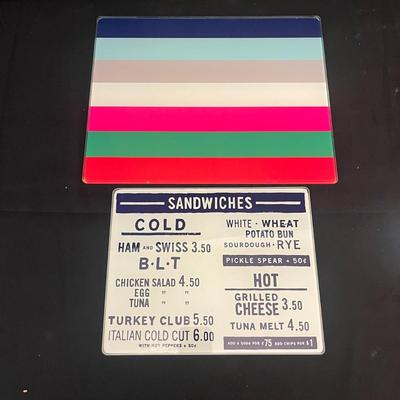 SANDWICHES
COLD
HAM AND SWISS 3.50
B·L·T
CHICKEN SALAD 4.50
EGG " "
TUNA " "
TURKEY CLUB 5.50
ITALIAN COLD CUT 6.00
WITH HOT PEPPERS + 50¢
WHITE · WHEAT
POTATO BUN
SOURDOUGH · RYE
PICKLE SPEAR + 50¢
HOT
GRILLED
CHEESE 3.50
TUNA MELT 4.50
ADD A SODA FOR ¢75 ADD CHIPS FOR $1